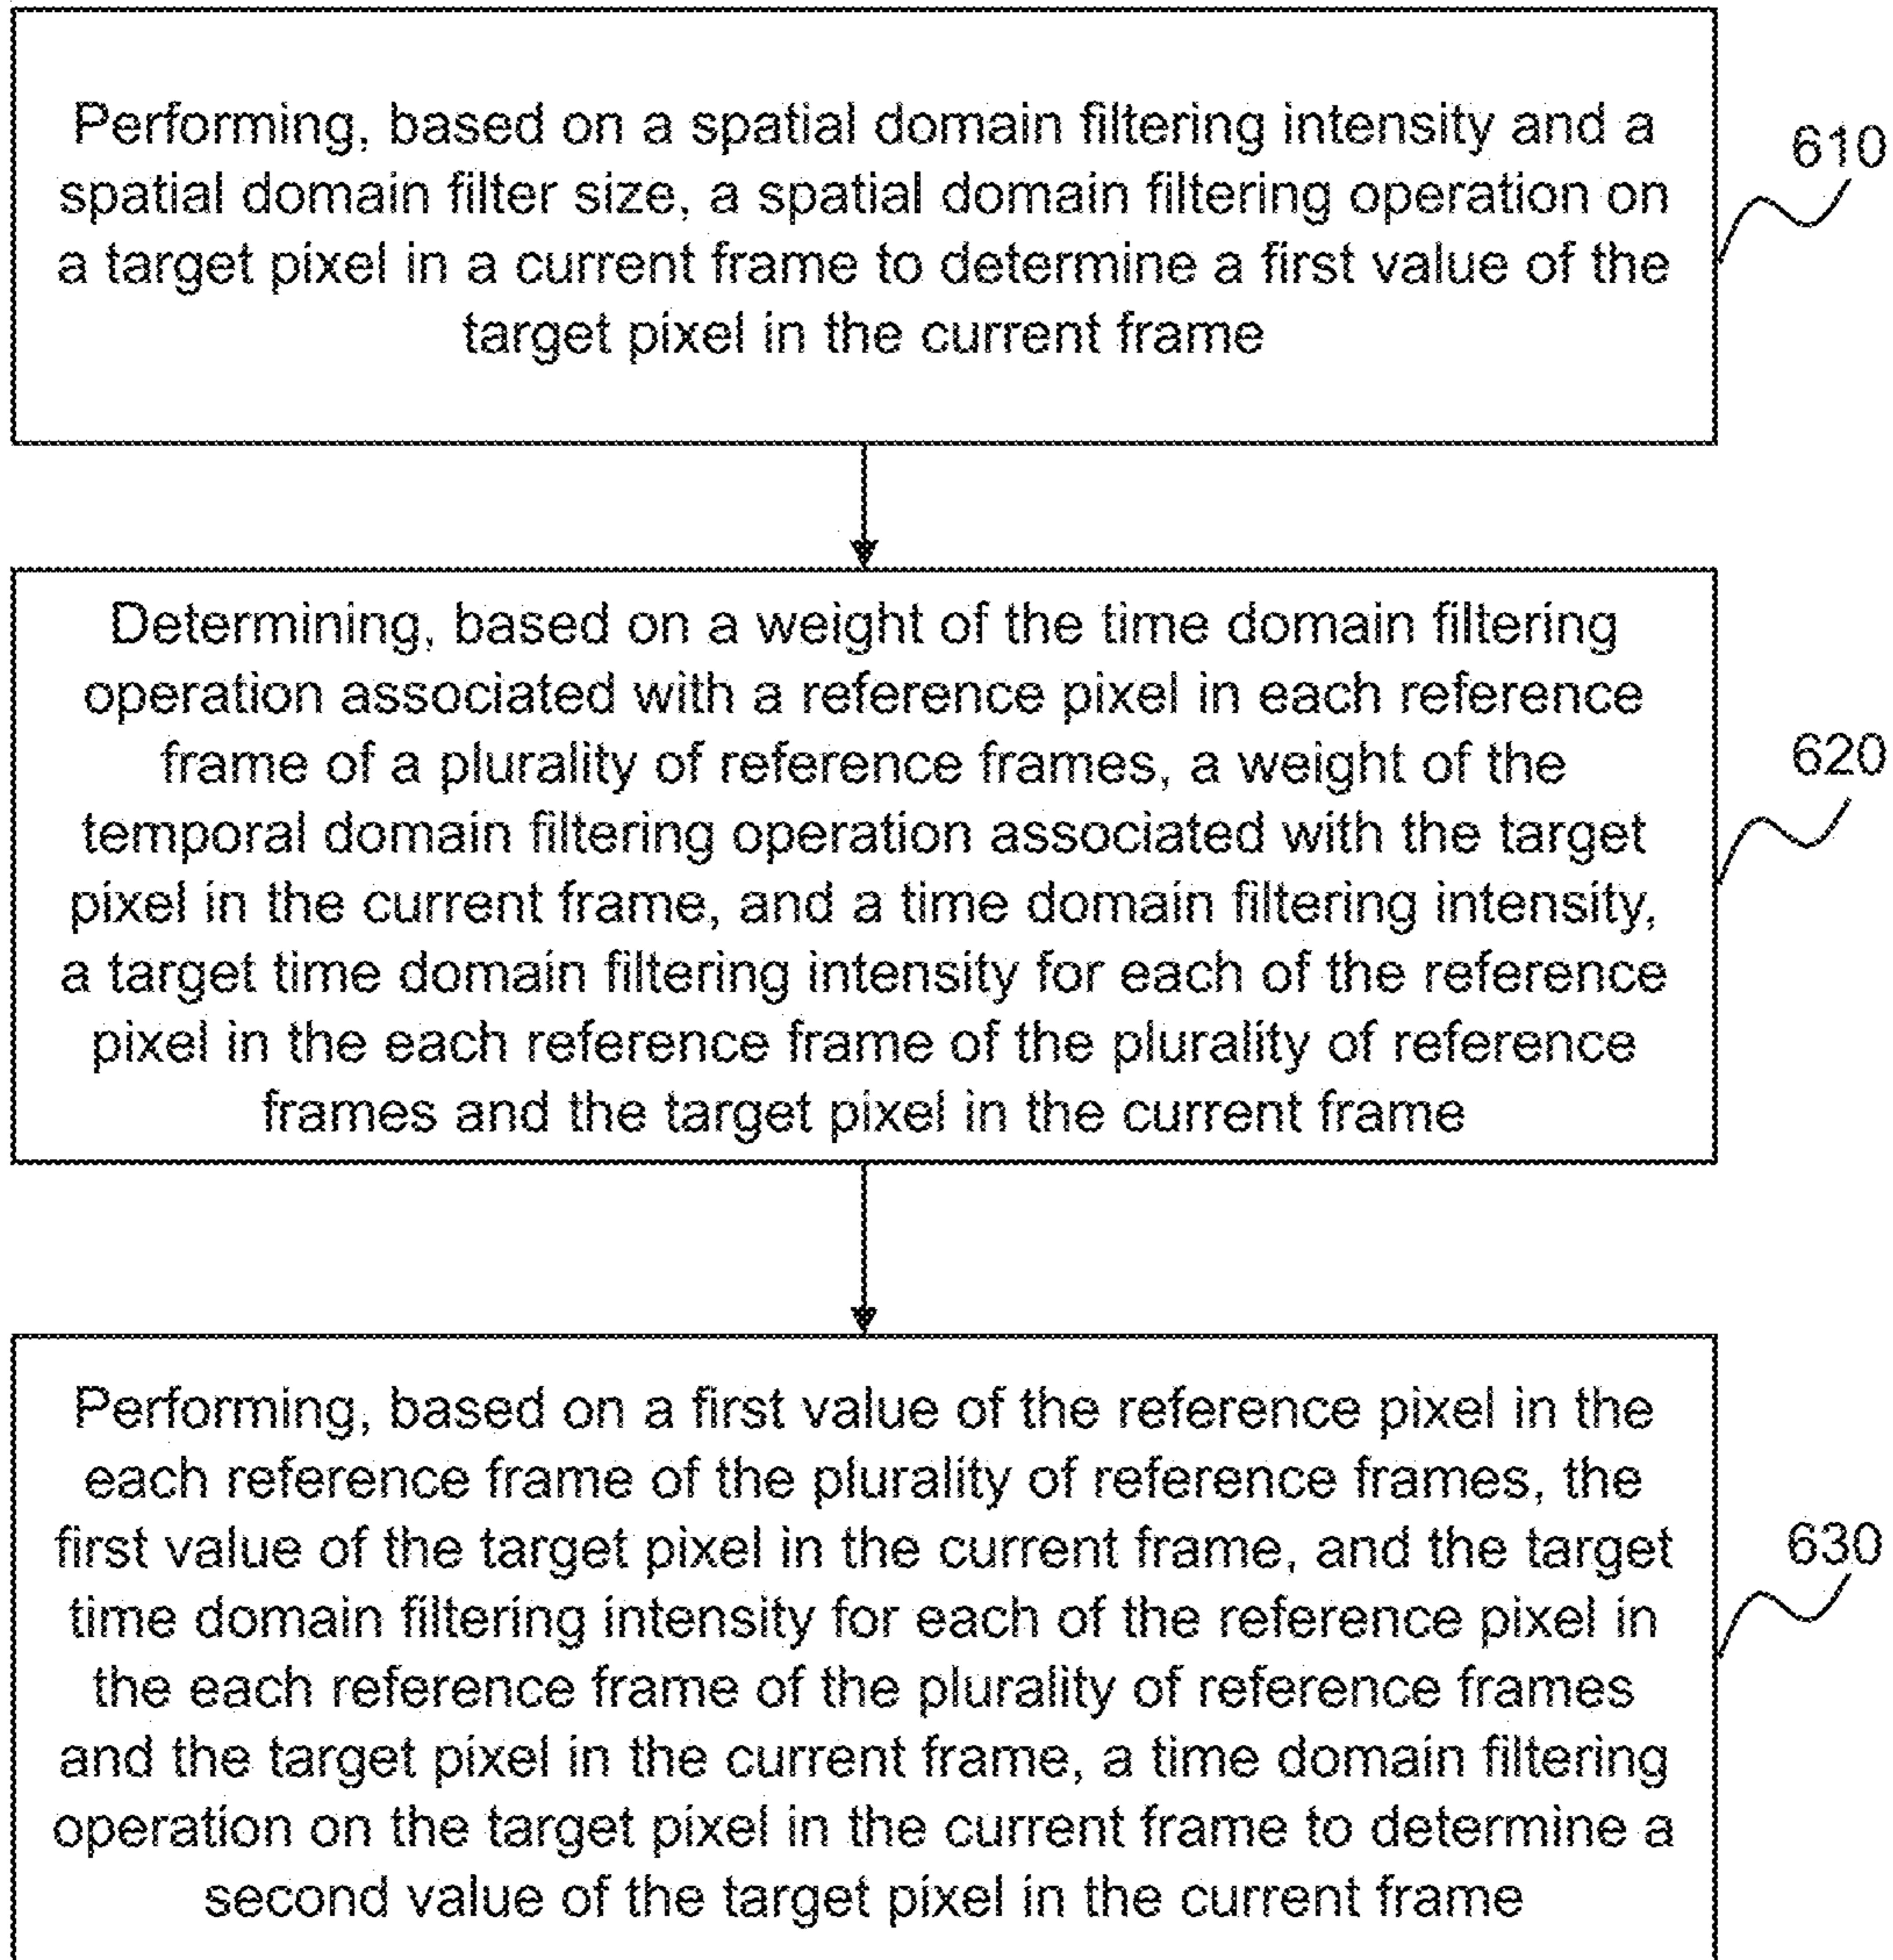 Performing, based on a spatial domain filtering intensity and a
spatial domain filter size, a spatial domain filtering operation on
a target pixel in a current frame to determine a first value of the
target pixel in the current frame
610
Determining, based on a weight of the time domain filtering
operation associated with a reference pixel in each reference
frame of a plurality of reference frames, a weight of the
temporal domain filtering operation associated with the target
pixel in the current frame, and a time domain filtering intensity,
a target time domain filtering intensity for each of the reference
pixel in the each reference frame of the plurality of reference
frames and the target pixel in the current frame
620
Performing, based on a first value of the reference pixel in the
each reference frame of the plurality of reference frames, the
first value of the target pixel in the current frame, and the target
time domain filtering intensity for each of the reference pixel in
the each reference frame of the plurality of reference frames
and the target pixel in the current frame, a time domain filtering
operation on the target pixel in the current frame to determine a
second value of the target pixel in the current frame
630